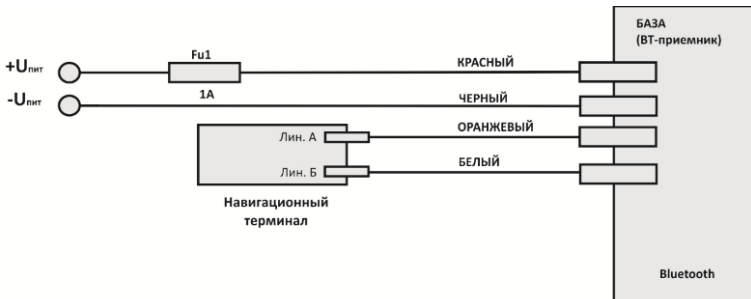 БАЗА
(BT-приемник)
Fu1
КРАСНЫЙ
+Uпит
1А
ЧЕРНЫЙ
-Uпит
ОРАНЖЕВЫЙ
Лин. А
БЕЛЫЙ
Лин. Б
Навигационный
терминал
Bluetooth